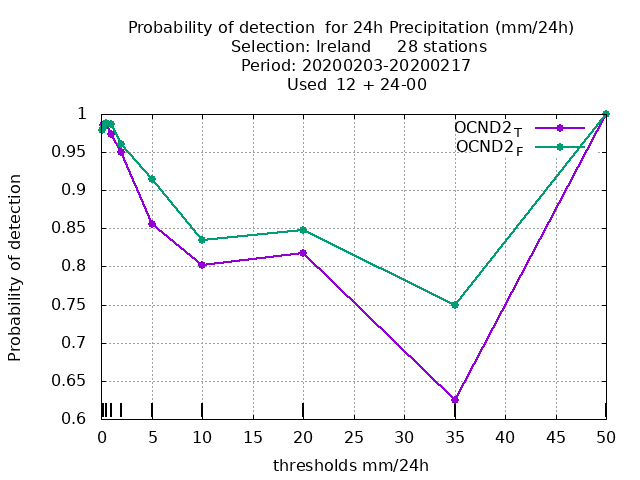 Probability of detection  for 24h Precipitation (mm/24h)
Selection: Ireland     28 stations
Period: 20200203-20200217
Used  12 + 24-00
OCND2T
OCND2F
Probability of detection
1
0.95
0.9
0.85
0.8
0.75
0.7
0.65
0.6
0 5 10 15 20 25 30 35 40 45 50
thresholds mm/24h